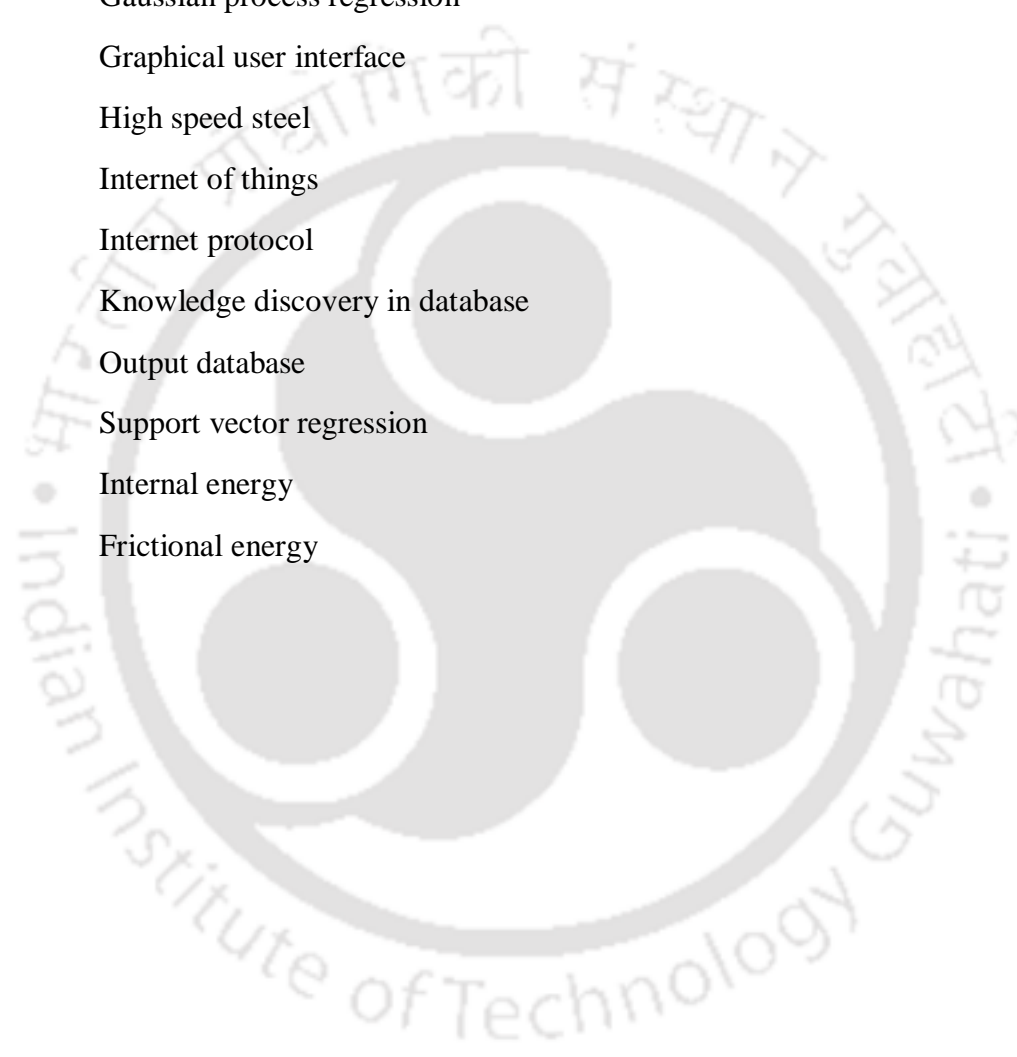 Gaussian process regression
Graphical user interface
High speed steel
Internet of things
Internet protocol
Knowledge discovery in database
Output database
Support vector regression
Internal energy
Frictional energy
भारतीय प्रौद्योगिकी संस्थान गुवाहाटी
Indian Institute of Technology Guwahati